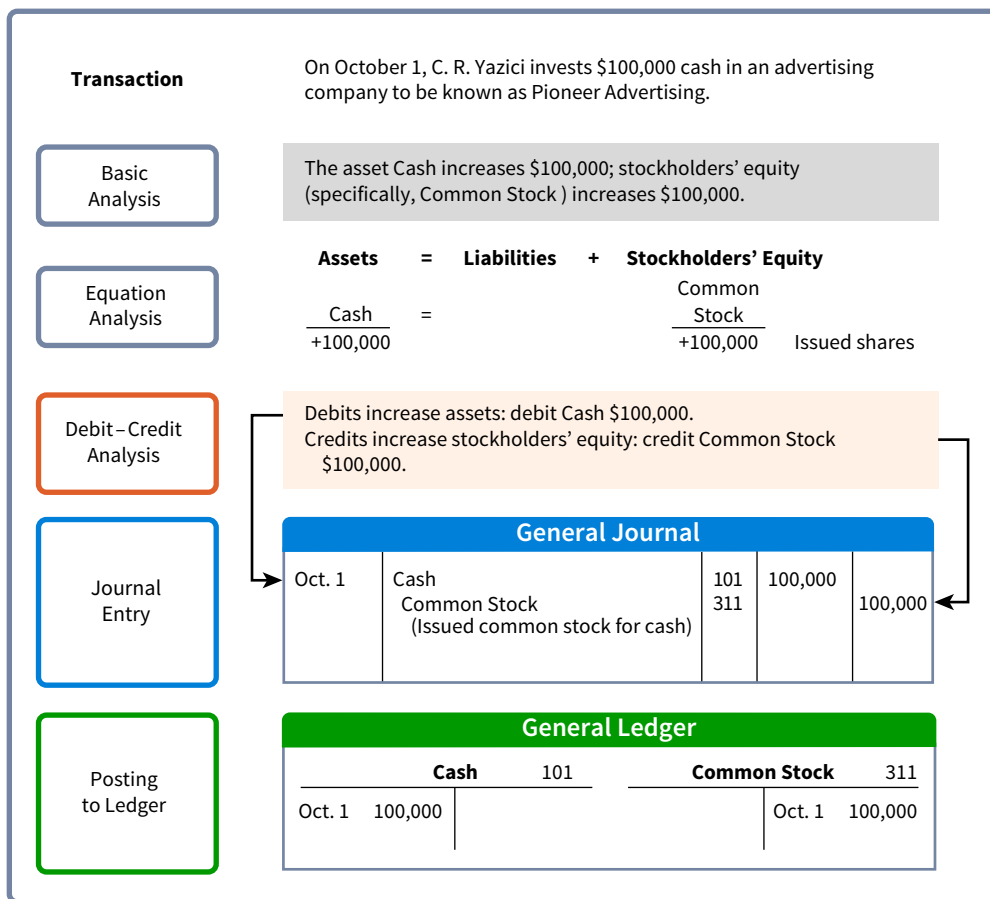 Transaction
On October 1, C. R. Yazici invests $100,000 cash in an advertising
company to be known as Pioneer Advertising.
Basic
Analysis
The asset Cash increases $100,000; stockholders’ equity
(specifically, Common Stock ) increases $100,000.
Equation
Analysis
Assets = Liabilities + Stockholders’ Equity
Common
Cash = Stock
+100,000 +100,000 Issued shares
Debit–Credit
Analysis
Debits increase assets: debit Cash $100,000.
Credits increase stockholders’ equity: credit Common Stock
$100,000.
Journal
Entry
General Journal
Oct. 1 Cash 101 100,000
Common Stock 311 100,000
(Issued common stock for cash)
Posting
to Ledger
General Ledger
Cash 101 Common Stock 311
Oct. 1 100,000 Oct. 1 100,000